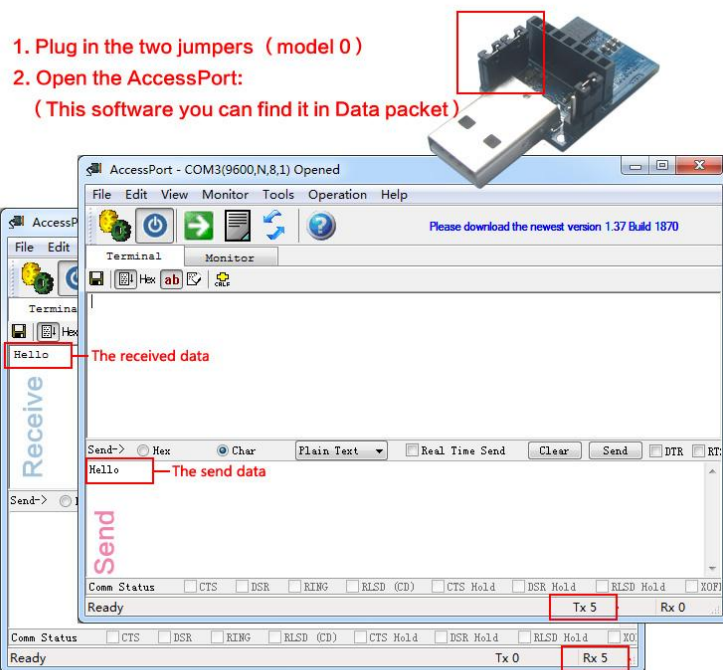 1. Plug in the two jumpers（model 0）
2. Open the AccessPort:
（This software you can find it in Data packet）
AccessPort - COM3(9600,N,8,1) Opened
File Edit View Monitor Tools Operation Help
Please download the newest version 1.37 Build 1870
Terminal Monitor
Hex ab CRLF
Send-> Hex Char Plain Text Real Time Send Clear Send DTR RTS
Hello
The send data
Send
Comm Status CTS DSR RING RLSD (CD) CTS Hold DSR Hold RLSD Hold XOFF
Ready Tx 5 Rx 0
AccessP
File Edit
Termina
Hex
Hello
The received data
Receive
Send->
Comm Status CTS DSR RING RLSD (CD) CTS Hold DSR Hold RLSD Hold XO
Ready Tx 0 Rx 5